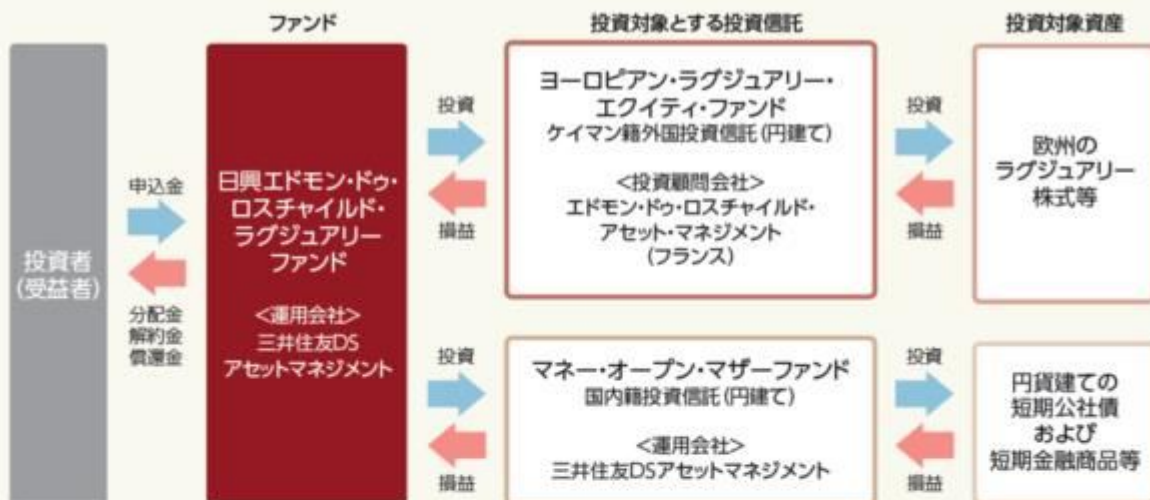 ファンド
投資対象とする投資信託
投資対象資産
投資者
(受益者)
申込金
分配金
解約金
償還金
日興エドモン・ドゥ・
ロスチャイルド・
ラグジュアリー
ファンド
<運用会社>
三井住友DS
アセットマネジメント
投資
損益
ヨーロピアン・ラグジュアリー・
エクイティ・ファンド
ケイマン籍外国投資信託(円建て)
<投資顧問会社>
エドモン・ドゥ・ロスチャイルド・
アセット・マネジメント
(フランス)
投資
損益
欧州の
ラグジュアリー
株式等
投資
損益
マネー・オープン・マザーファンド
国内籍投資信託(円建て)
<運用会社>
三井住友DSアセットマネジメント
投資
損益
円貨建ての
短期公社債
および
短期金融商品等